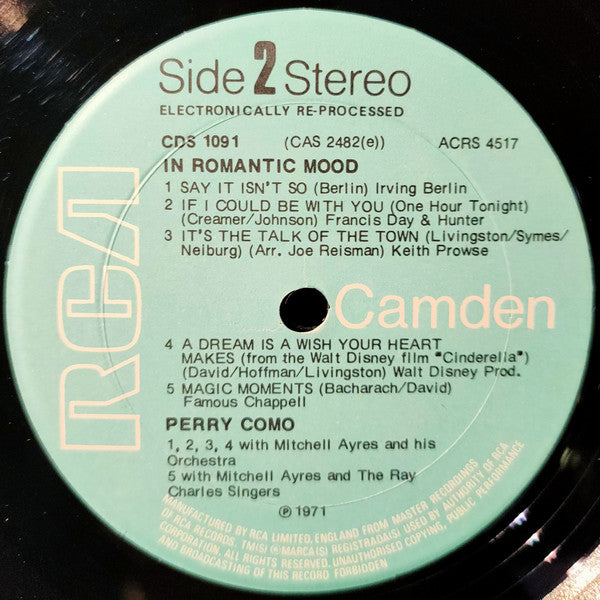 Side 2 Stereo
ELECTRONICALLY RE-PROCESSED
CDS 1091 (CAS 2482(e)) ACRS 4517
IN ROMANTIC MOOD
1 SAY IT ISN'T SO (Berlin) Irving Berlin
2 IF I COULD BE WITH YOU (One Hour Tonight)
(Creamer/Johnson) Francis Day & Hunter
3 IT'S THE TALK OF THE TOWN (Livingston/Symes/
Neiburg) (Arr. Joe Reisman) Keith Prowse
RCA
Camden
4 A DREAM IS A WISH YOUR HEART
MAKES (from the Walt Disney film "Cinderella")
(David/Hoffman/Livingston) Walt Disney Prod.
5 MAGIC MOMENTS (Bacharach/David)
Famous Chappell
PERRY COMO
1, 2, 3, 4 with Mitchell Ayres and his
Orchestra
5 with Mitchell Ayres and The Ray
Charles Singers
℗ 1971
MANUFACTURED BY RCA LIMITED, ENGLAND FROM MASTER RECORDINGS
OF RCA RECORDS. TM(S) ® MARCA(S) REGISTRADA(S) USED BY AUTHORITY OF RCA
CORPORATION. ALL RIGHTS RESERVED. UNAUTHORISED COPYING, PUBLIC PERFORMANCE
AND BROADCASTING OF THIS RECORD FORBIDDEN